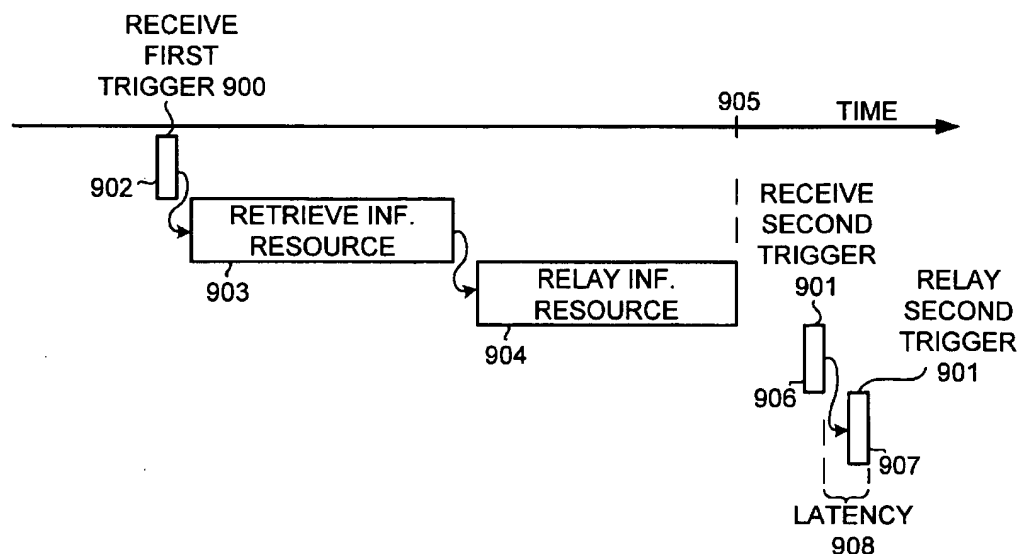 RECEIVE
FIRST
TRIGGER 900
905
TIME
902
RETRIEVE INF.
RESOURCE
903
RELAY INF.
RESOURCE
904
RECEIVE
SECOND
TRIGGER
901
RELAY
SECOND
TRIGGER
901
906
907
LATENCY
908